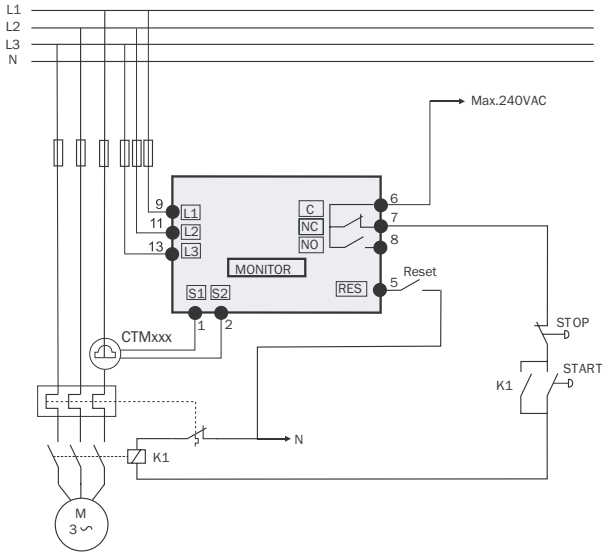 L1
L2
L3
N
Max.240VAC
9
L1
11
L2
13
L3
C
6
NC
7
NO
8
MONITOR
S1 S2
RES
5
Reset
1
2
CTMxxx
STOP
START
K1
N
K1
M
3